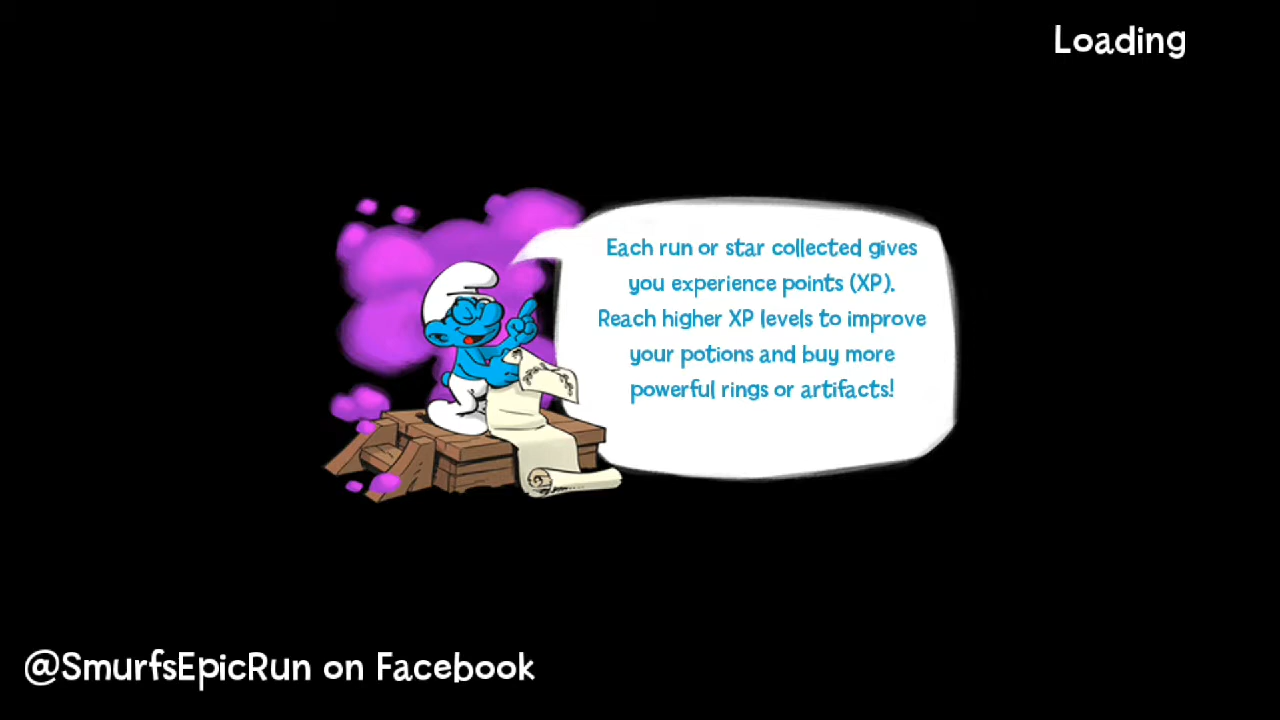 Loading
Each run or star collected gives
you experience points (XP).
Reach higher XP levels to improve
your potions and buy more
powerful rings or artifacts!
@SmurfsEpicRun on Facebook